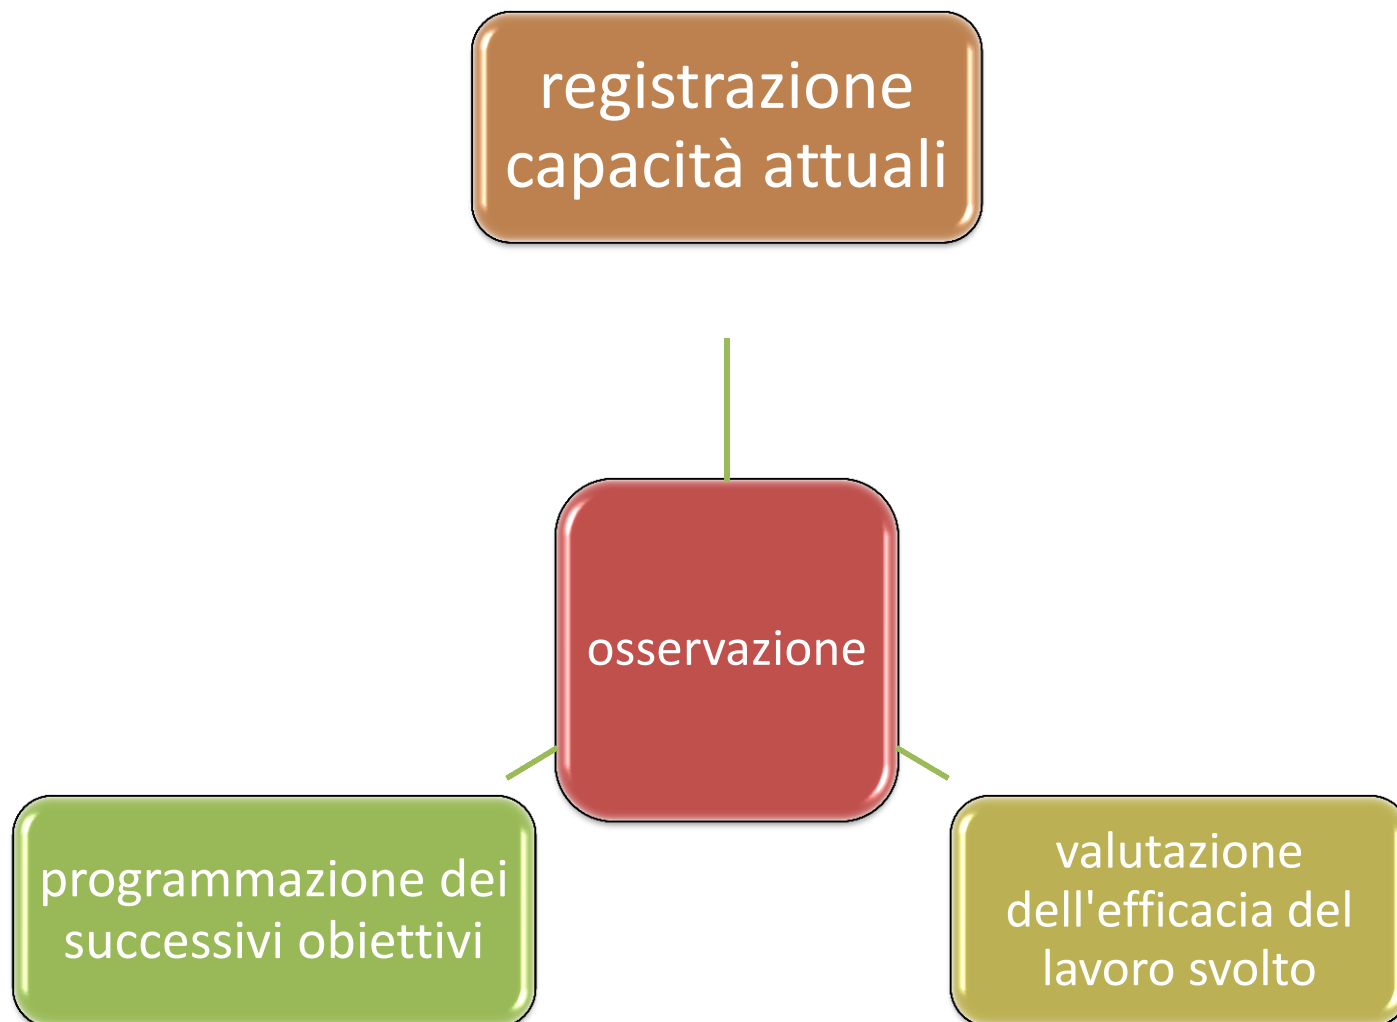 registrazione
capacità attuali
osservazione
programmazione dei
successivi obiettivi
valutazione
dell'efficacia del
lavoro svolto